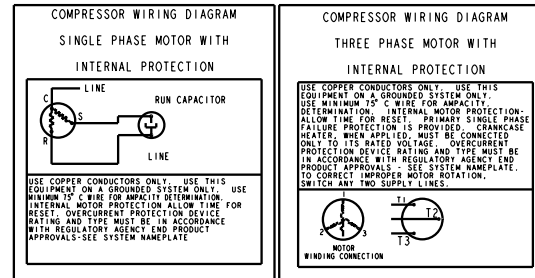 COMPRESSOR WIRING DIAGRAM
SINGLE PHASE MOTOR WITH
INTERNAL PROTECTION
LINE
C
RUN CAPACITOR
S
R
LINE
USE COPPER CONDUCTORS ONLY. USE THIS
EQUIPMENT ON A GROUNDED SYSTEM ONLY. USE
MINIMUM 75° C WIRE FOR AMPACITY DETERMINATION.
INTERNAL MOTOR PROTECTION ALLOW TIME FOR
RESET. OVERCURRENT PROTECTION DEVICE
RATING AND TYPE MUST BE IN ACCORDANCE
WITH REGULATORY AGENCY END PRODUCT
APPROVALS-SEE SYSTEM NAMEPLATE
COMPRESSOR WIRING DIAGRAM
THREE PHASE MOTOR WITH
INTERNAL PROTECTION
USE COPPER CONDUCTORS ONLY. USE THIS
EQUIPMENT ON A GROUNDED SYSTEM ONLY.
USE MINIMUM 75° C WIRE FOR AMPACITY.
DETERMINATION. INTERNAL MOTOR PROTECTION-
ALLOW TIME FOR RESET. PRIMARY SINGLE PHASE
FAILURE PROTECTION IS PROVIDED. CRANKCASE
HEATER, WHEN APPLIED, MUST BE CONNECTED
ONLY TO ITS RATED VOLTAGE. OVERCURRENT
PROTECTION DEVICE RATING AND TYPE MUST BE
IN ACCORDANCE WITH REGULATORY AGENCY END
PRODUCT APPROVALS - SEE SYSTEM NAMEPLATE.
TO CORRECT IMPROPER MOTOR ROTATION,
SWITCH ANY TWO SUPPLY LINES.
1
T1
T2
2
3
T3
MOTOR
WINDING CONNECTION